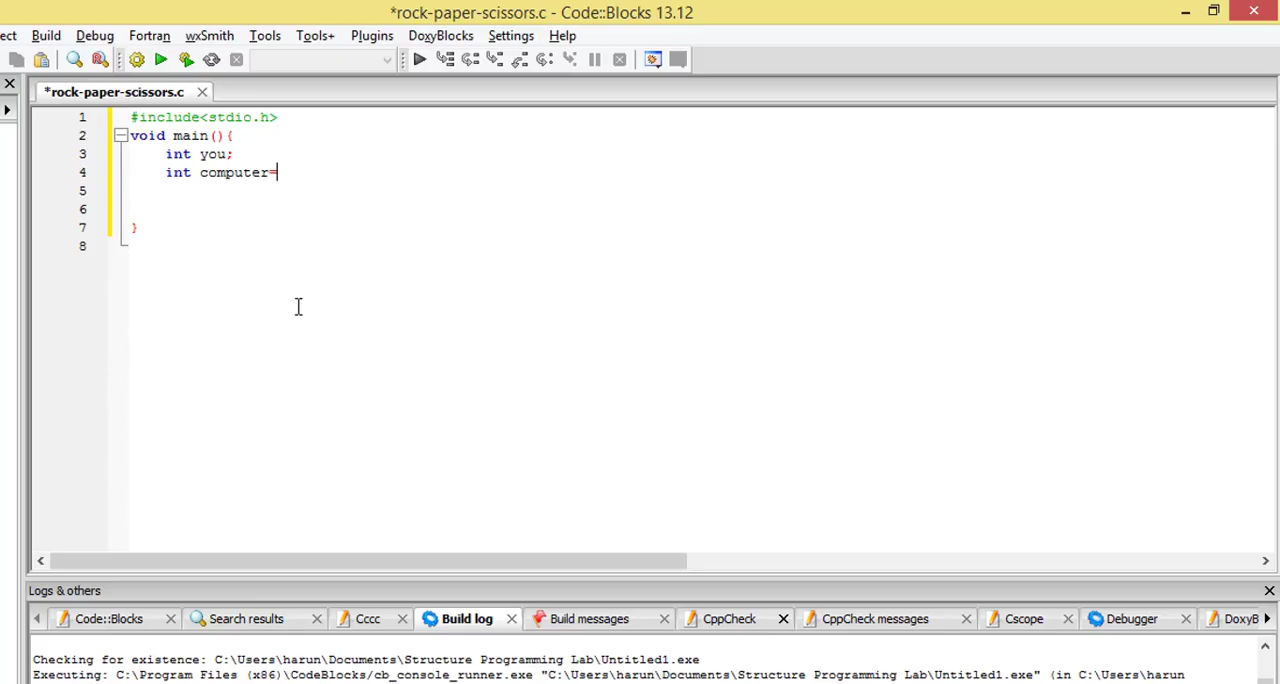 *rock-paper-scissors.c - Code::Blocks 13.12
ect Build Debug Fortran wxSmith Tools Tools+ Plugins DoxyBlocks Settings Help
*rock-paper-scissors.c
1 #include<stdio.h>
2 void main(){
3 int you;
4 int computer=
5
6
7 }
8
Logs & others
Code::Blocks Search results Cccc Build log Build messages CppCheck CppCheck messages Cscope Debugger DoxyB
Checking for existence: C:\Users\harun\Documents\Structure Programming Lab\Untitled1.exe
Executing: C:\Program Files (x86)\CodeBlocks/cb_console_runner.exe "C:\Users\harun\Documents\Structure Programming Lab\Untitled1.exe" (in C:\Users\harun